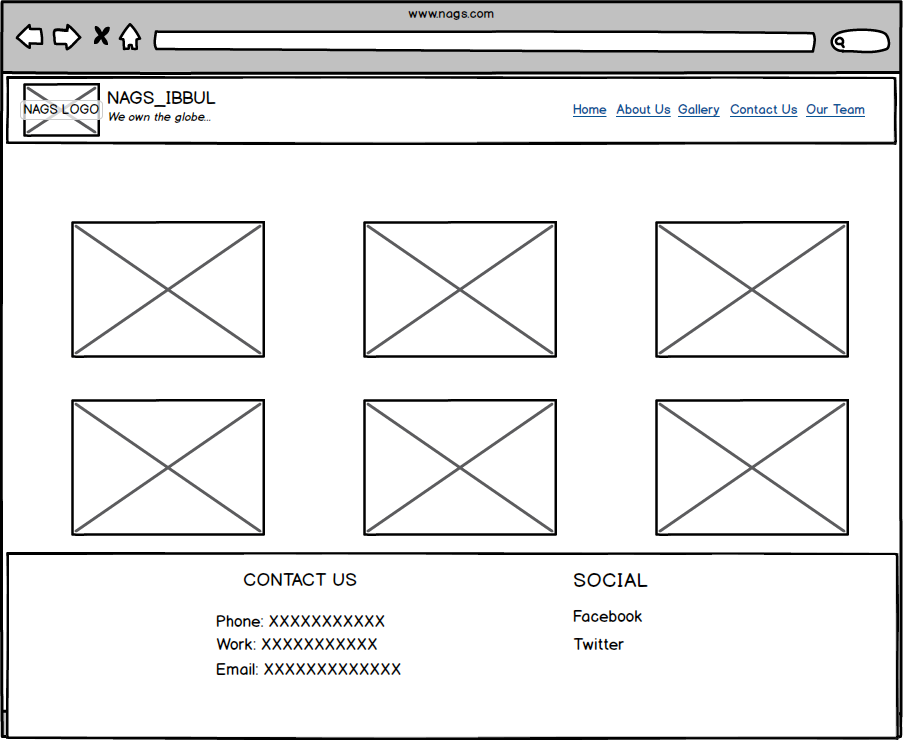 www.nags.com
NAGS LOGO
NAGS_IBBUL
We own the globe...
Home About Us Gallery Contact Us Our Team
CONTACT US
Phone: XXXXXXXXXXX
Work: XXXXXXXXXXX
Email: XXXXXXXXXXXXX
SOCIAL
Facebook
Twitter